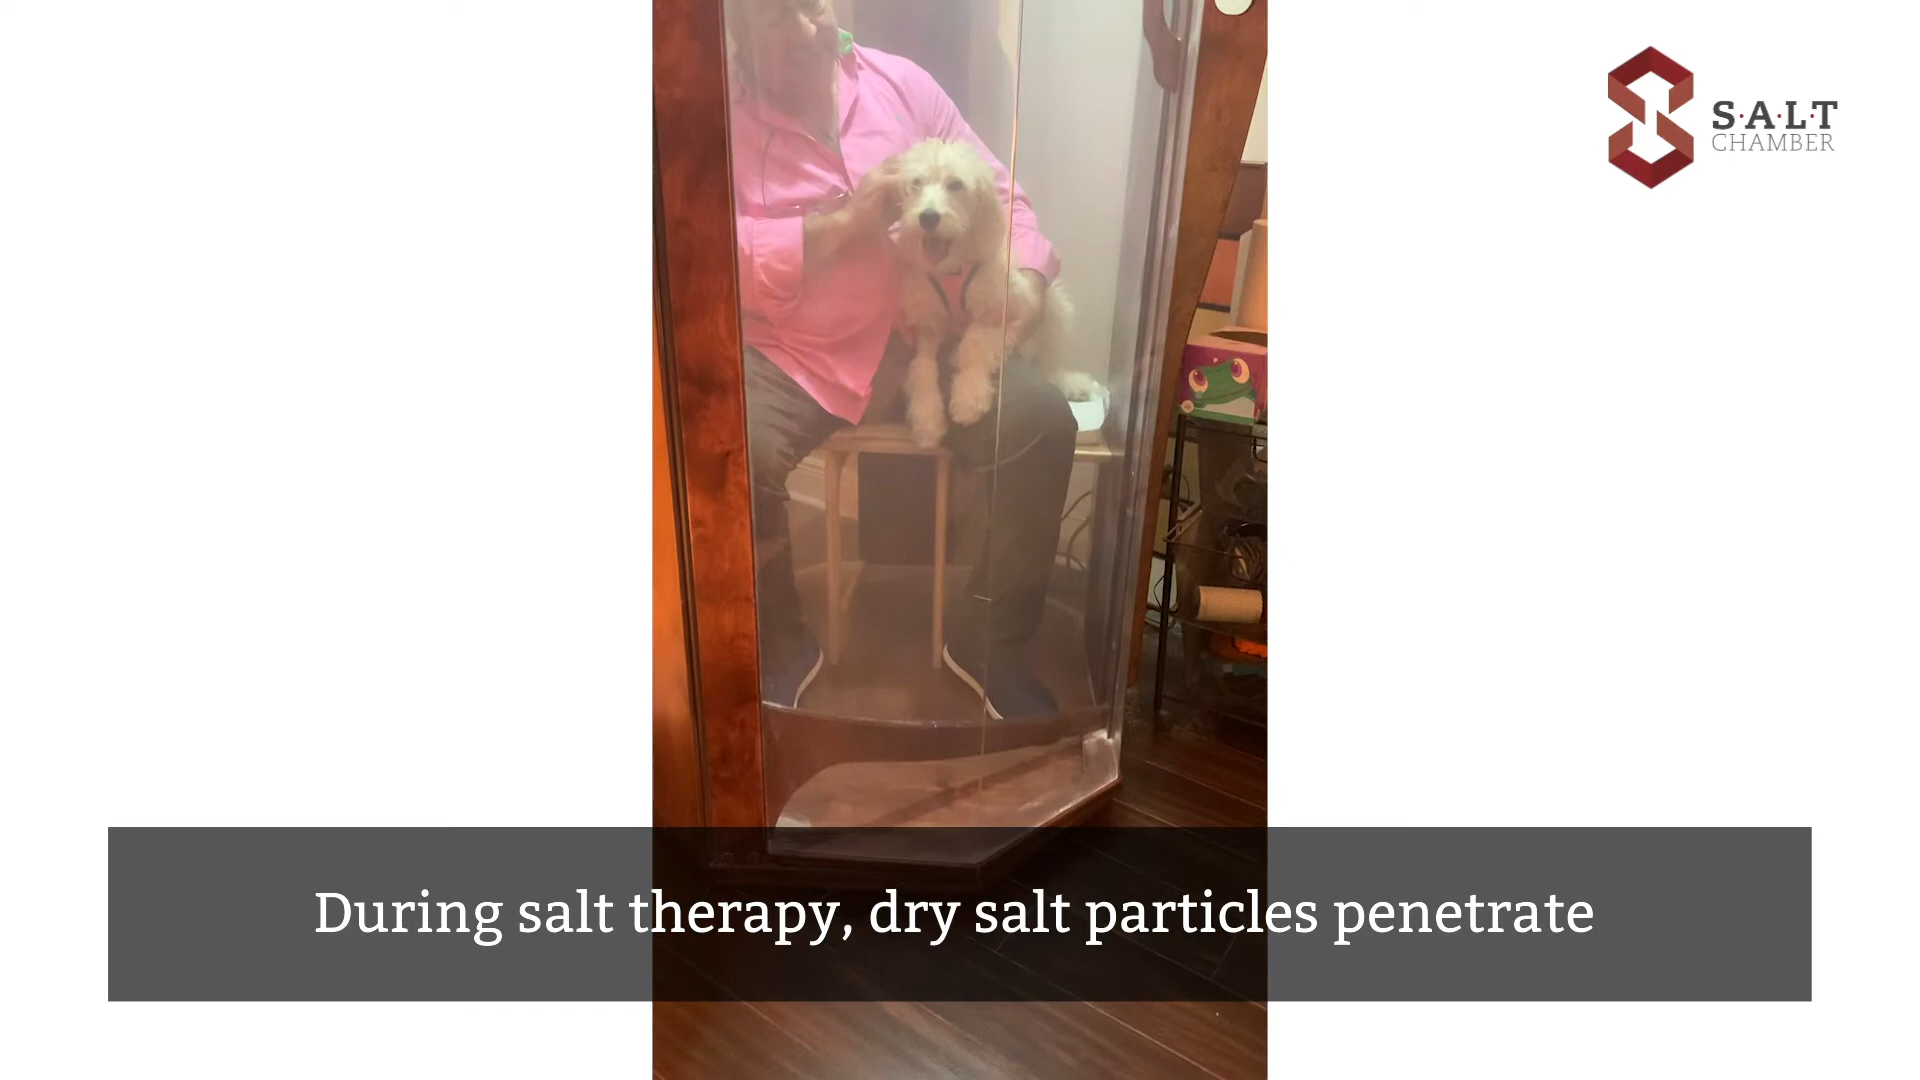 S·A·L·T
CHAMBER
During salt therapy, dry salt particles penetrate